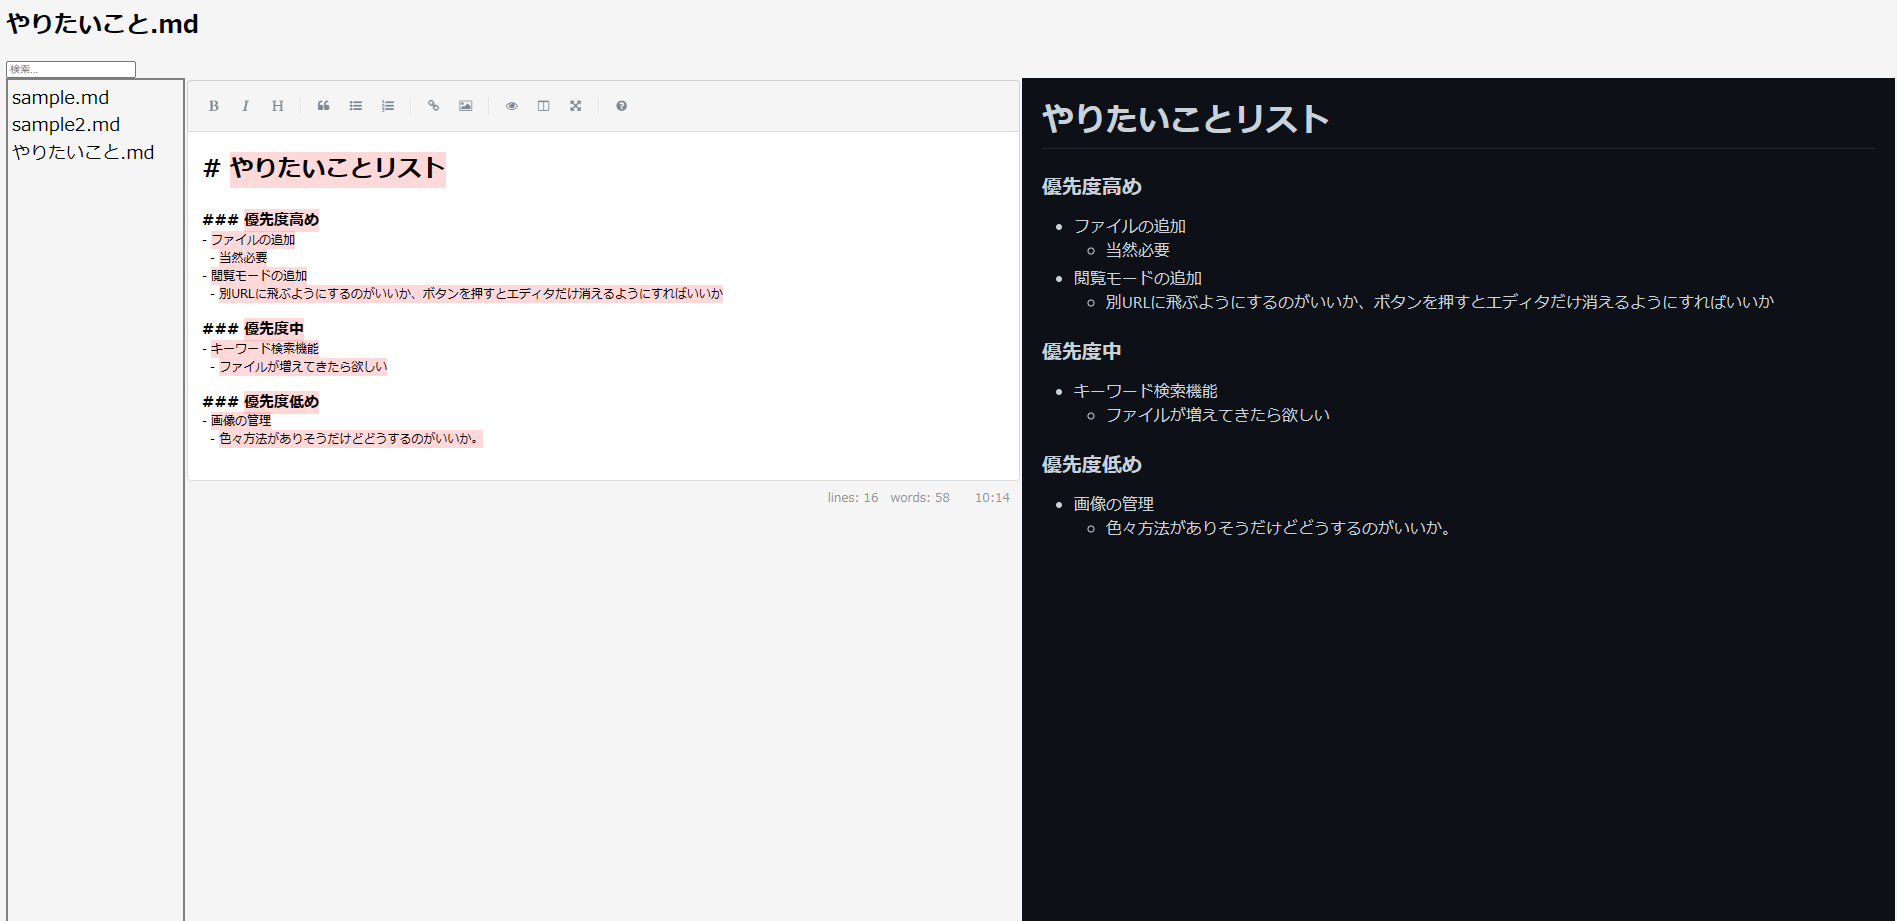 やりたいこと.md
検索...
sample.md
sample2.md
やりたいこと.md
B I H
# やりたいことリスト
### 優先度高め
- ファイルの追加
- 当然必要
- 閲覧モードの追加
- 別URLに飛ぶようにするのがいいか、ボタンを押すとエディタだけ消えるようにすればいいか
### 優先度中
- キーワード検索機能
- ファイルが増えてきたら欲しい
### 優先度低め
- 画像の管理
- 色々方法がありそうだけどどうするのがいいか。
lines: 16 words: 58 10:14
やりたいことリスト
優先度高め
ファイルの追加
当然必要
閲覧モードの追加
別URLに飛ぶようにするのがいいか、ボタンを押すとエディタだけ消えるようにすればいいか
優先度中
キーワード検索機能
ファイルが増えてきたら欲しい
優先度低め
画像の管理
色々方法がありそうだけどどうするのがいいか。